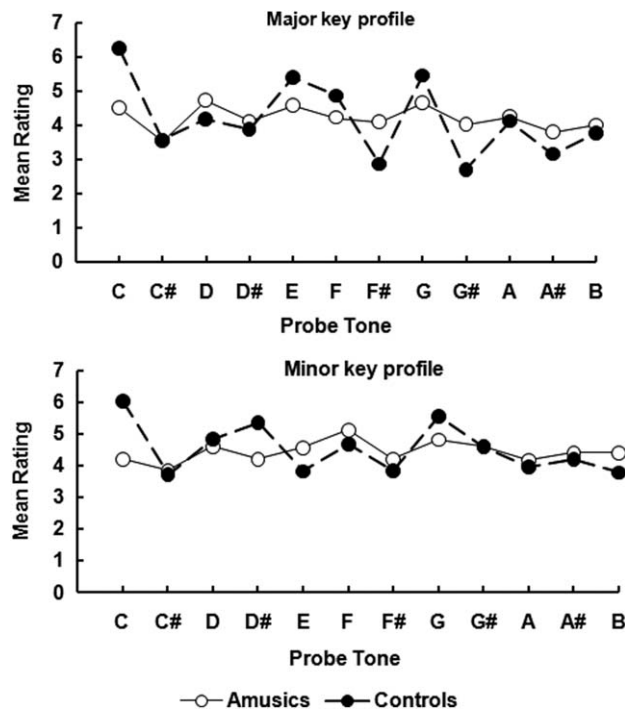 Major key profile
7
6
5
4
3
2
1
0
Mean Rating
C C# D D# E F F# G G# A A# B
Probe Tone
Minor key profile
7
6
5
4
3
2
1
0
Mean Rating
C C# D D# E F F# G G# A A# B
Probe Tone
Amusics Controls